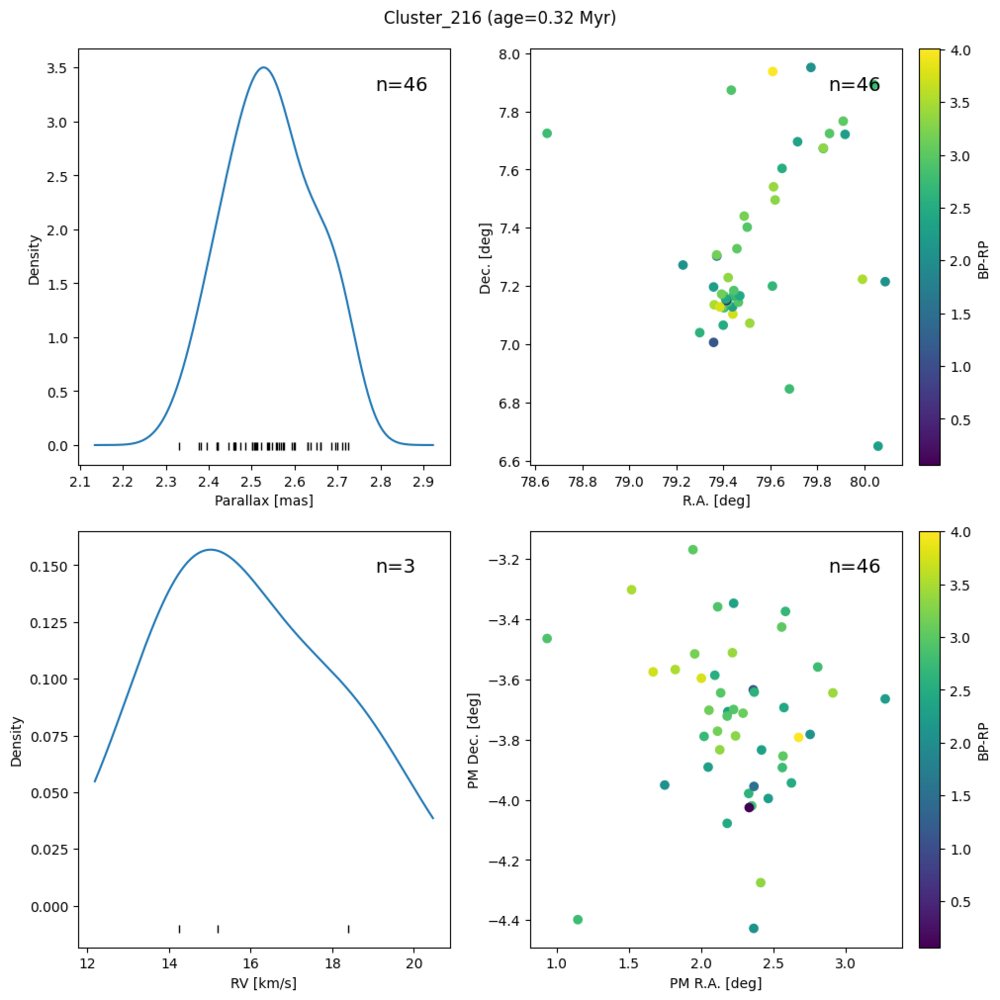 Cluster_216 (age=0.32 Myr)
n=46
3.5
3.0
2.5
2.0
1.5
1.0
0.5
0.0
Density
2.1 2.2 2.3 2.4 2.5 2.6 2.7 2.8 2.9
Parallax [mas]
n=46
8.0
7.8
7.6
7.4
7.2
7.0
6.8
6.6
Dec. [deg]
78.6 78.8 79.0 79.2 79.4 79.6 79.8 80.0
R.A. [deg]
4.0
3.5
3.0
2.5
2.0
1.5
1.0
0.5
BP-RP
n=3
0.150
0.125
0.100
0.075
0.050
0.025
0.000
Density
12 14 16 18 20
RV [km/s]
n=46
−3.2
−3.4
−3.6
−3.8
−4.0
−4.2
−4.4
PM Dec. [deg]
1.0 1.5 2.0 2.5 3.0
PM R.A. [deg]
4.0
3.5
3.0
2.5
2.0
1.5
1.0
0.5
BP-RP